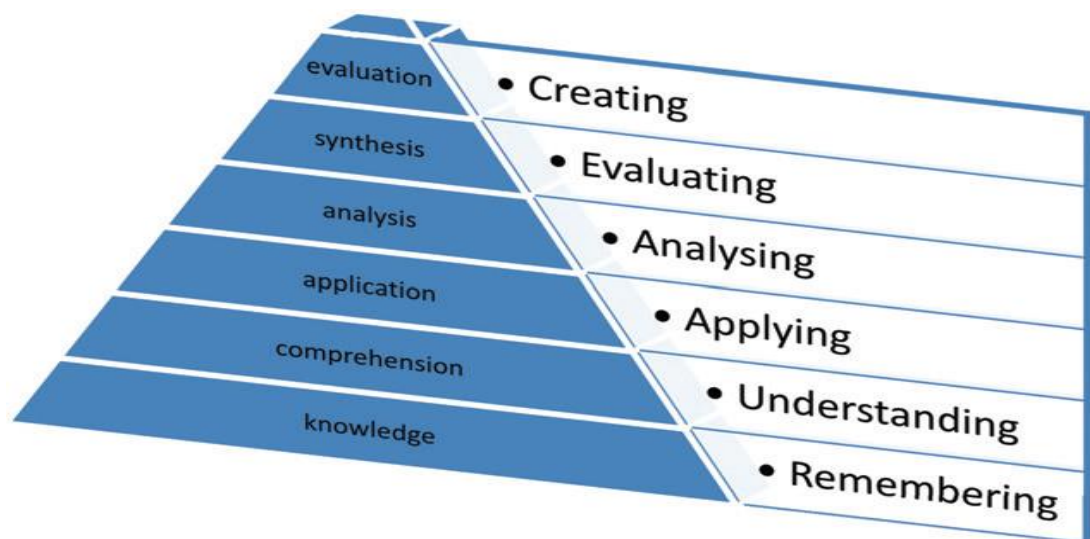 evaluation
• Creating
synthesis
• Evaluating
analysis
• Analysing
application
• Applying
comprehension
• Understanding
knowledge
• Remembering